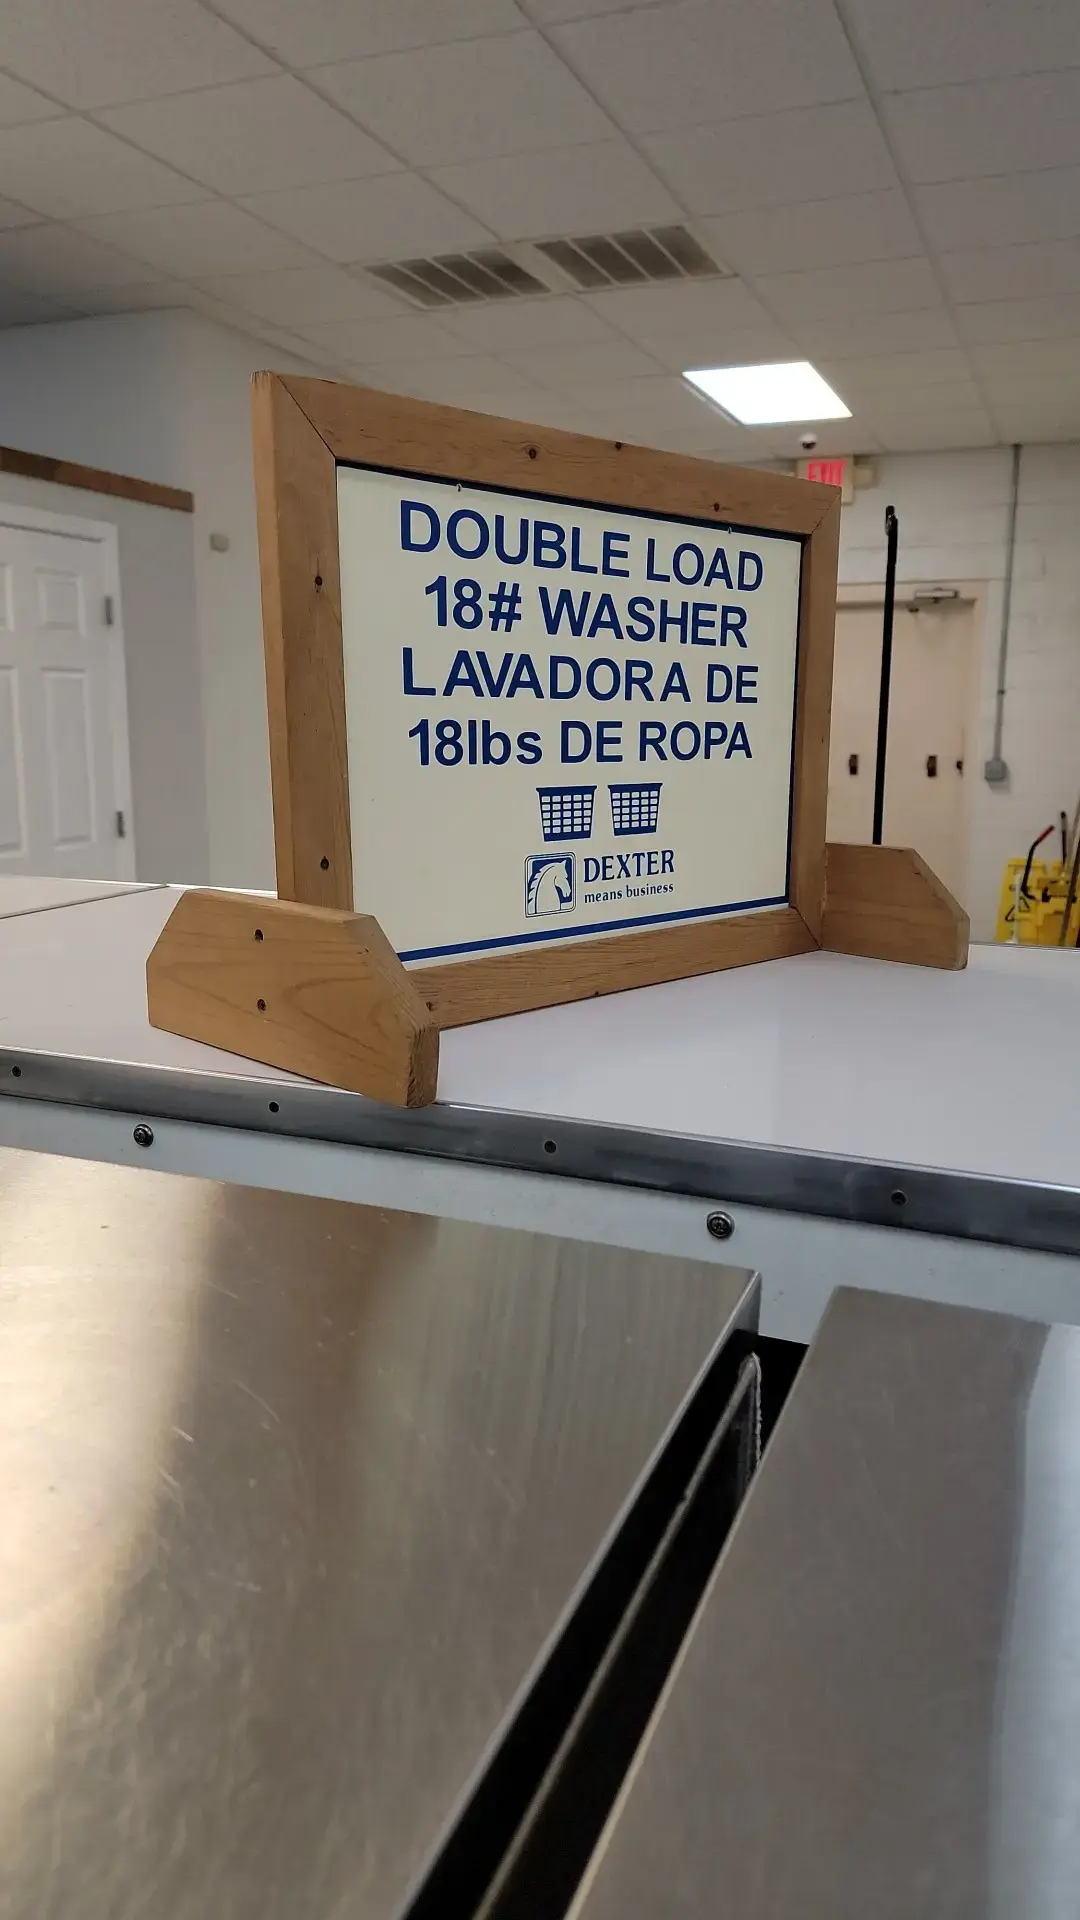 EXIT
DOUBLE LOAD
18# WASHER
LAVADORA DE
18lbs DE ROPA
DEXTER
means business